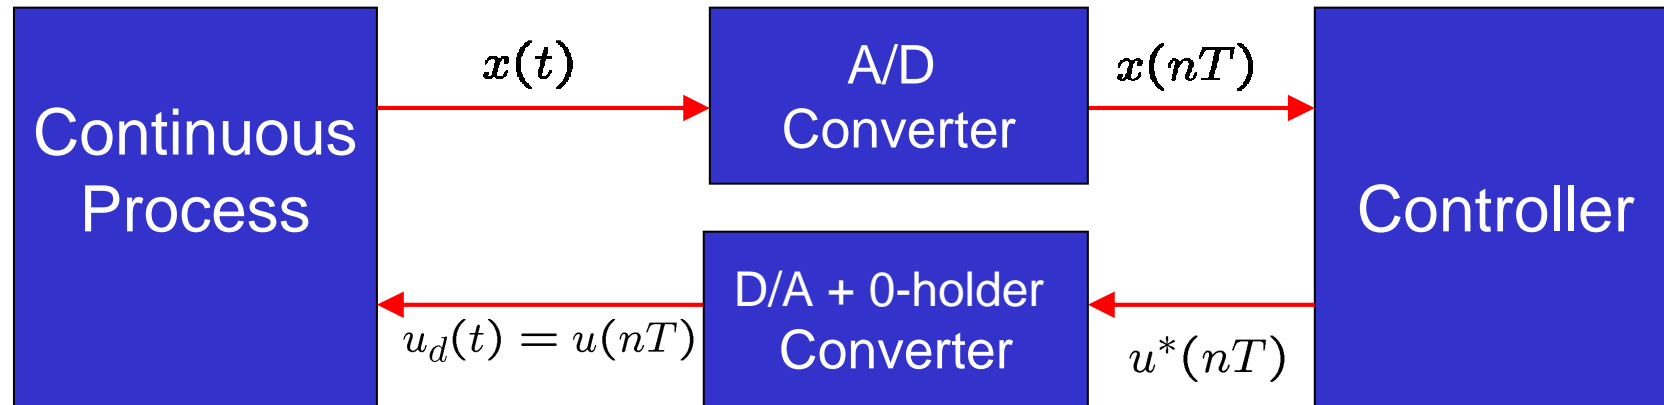 Continuous
Process
x(t)
A/D
Converter
x(nT)
Controller
D/A + 0-holder
Converter
u_d(t) = u(nT)
u*(nT)